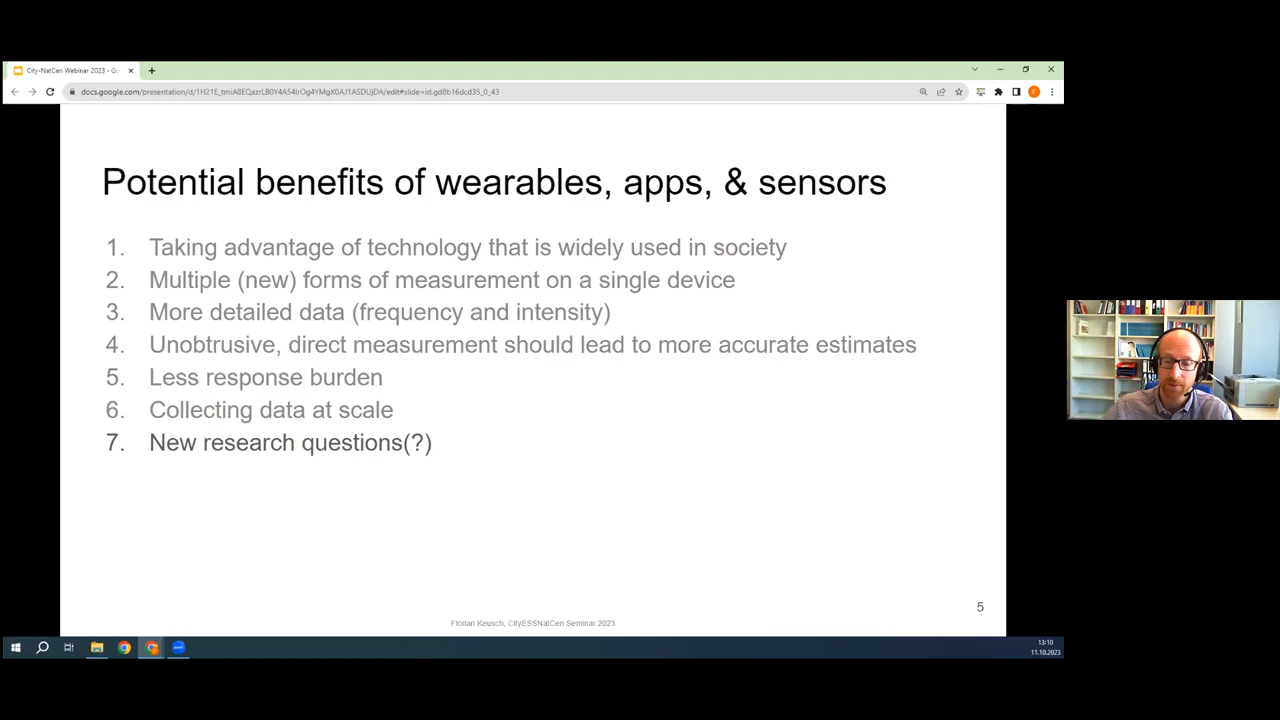 City-NatCen Webinar 2023 - Go
docs.google.com/presentation/d/1H21E_tmiA8EQazrLB0Y4A54IrOg4YMgX0AJ1ASDUjDA/edit#slide=id.gd8b16dcd35_0_43
Potential benefits of wearables, apps, & sensors
1. Taking advantage of technology that is widely used in society
2. Multiple (new) forms of measurement on a single device
3. More detailed data (frequency and intensity)
4. Unobtrusive, direct measurement should lead to more accurate estimates
5. Less response burden
6. Collecting data at scale
7. New research questions(?)
5
Florian Keusch, CityESSNatCen Seminar 2023
13:10
11.10.2023